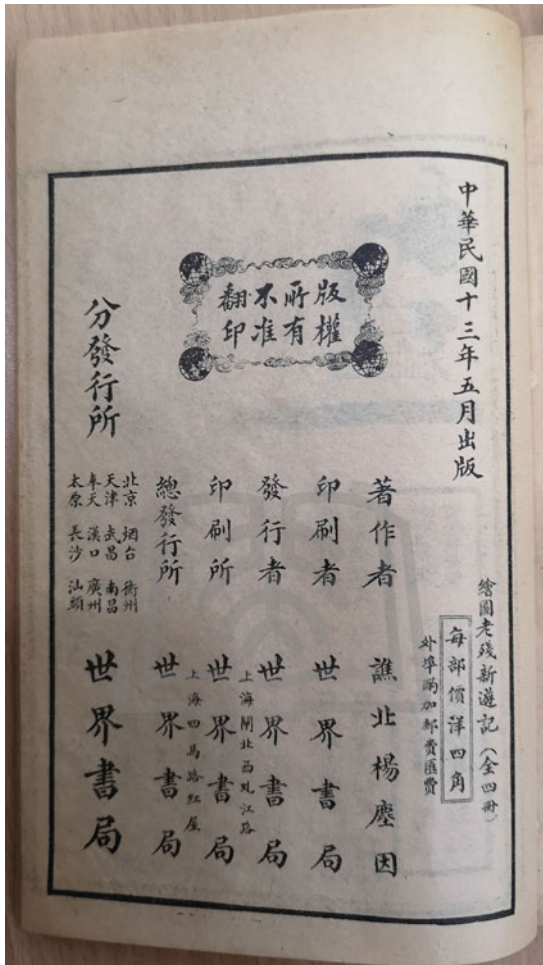 中華民國十三年五月出版
繪圖老殘新遊記（全四冊）
每部價洋四角
外埠酌加郵費匯費
版權
所有
不准
翻印
著作者 譙北楊塵因
印刷者 世界書局
發行者 世界書局
上海閘北西虬江路
印刷所 世界書局
上海四馬路紅屋
總發行所 世界書局
分發行所
北京 烟台 衢州
天津 武昌 南昌
奉天 漢口 廣州
太原 長沙 汕頭
世界書局